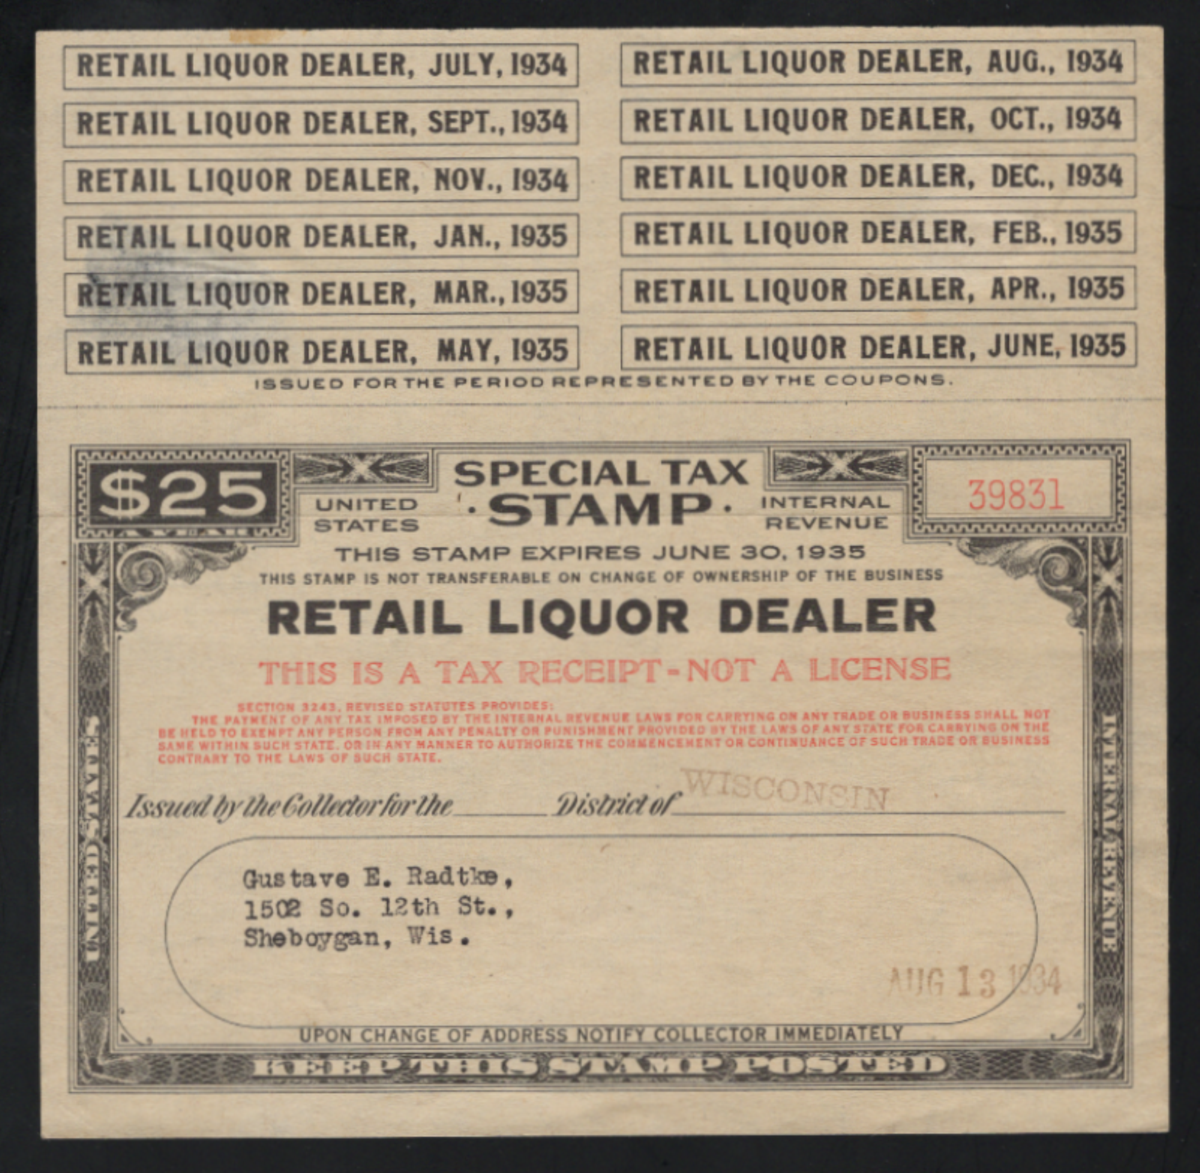 RETAIL LIQUOR DEALER, JULY, 1934
RETAIL LIQUOR DEALER, AUG., 1934
RETAIL LIQUOR DEALER, SEPT., 1934
RETAIL LIQUOR DEALER, OCT., 1934
RETAIL LIQUOR DEALER, NOV., 1934
RETAIL LIQUOR DEALER, DEC., 1934
RETAIL LIQUOR DEALER, JAN., 1935
RETAIL LIQUOR DEALER, FEB., 1935
RETAIL LIQUOR DEALER, MAR., 1935
RETAIL LIQUOR DEALER, APR., 1935
RETAIL LIQUOR DEALER, MAY, 1935
RETAIL LIQUOR DEALER, JUNE, 1935
ISSUED FOR THE PERIOD REPRESENTED BY THE COUPONS.
$25
A YEAR
UNITED
STATES
SPECIAL TAX
· STAMP ·
INTERNAL
REVENUE
39831
THIS STAMP EXPIRES JUNE 30, 1935
THIS STAMP IS NOT TRANSFERABLE ON CHANGE OF OWNERSHIP OF THE BUSINESS
RETAIL LIQUOR DEALER
THIS IS A TAX RECEIPT-NOT A LICENSE
SECTION 3243, REVISED STATUTES PROVIDES:
THE PAYMENT OF ANY TAX IMPOSED BY THE INTERNAL REVENUE LAWS FOR CARRYING ON ANY TRADE OR BUSINESS SHALL NOT
BE HELD TO EXEMPT ANY PERSON FROM ANY PENALTY OR PUNISHMENT PROVIDED BY THE LAWS OF ANY STATE FOR CARRYING ON THE
SAME WITHIN SUCH STATE, OR IN ANY MANNER TO AUTHORIZE THE COMMENCEMENT OR CONTINUANCE OF SUCH TRADE OR BUSINESS
CONTRARY TO THE LAWS OF SUCH STATE.
Issued by the Collector for the District of WISCONSIN
Gustave E. Radtke,
1502 So. 12th St.,
Sheboygan, Wis.
AUG 13 1934
UPON CHANGE OF ADDRESS NOTIFY COLLECTOR IMMEDIATELY
KEEP THIS STAMP POSTED
UNITED STATES
INTERNAL REVENUE